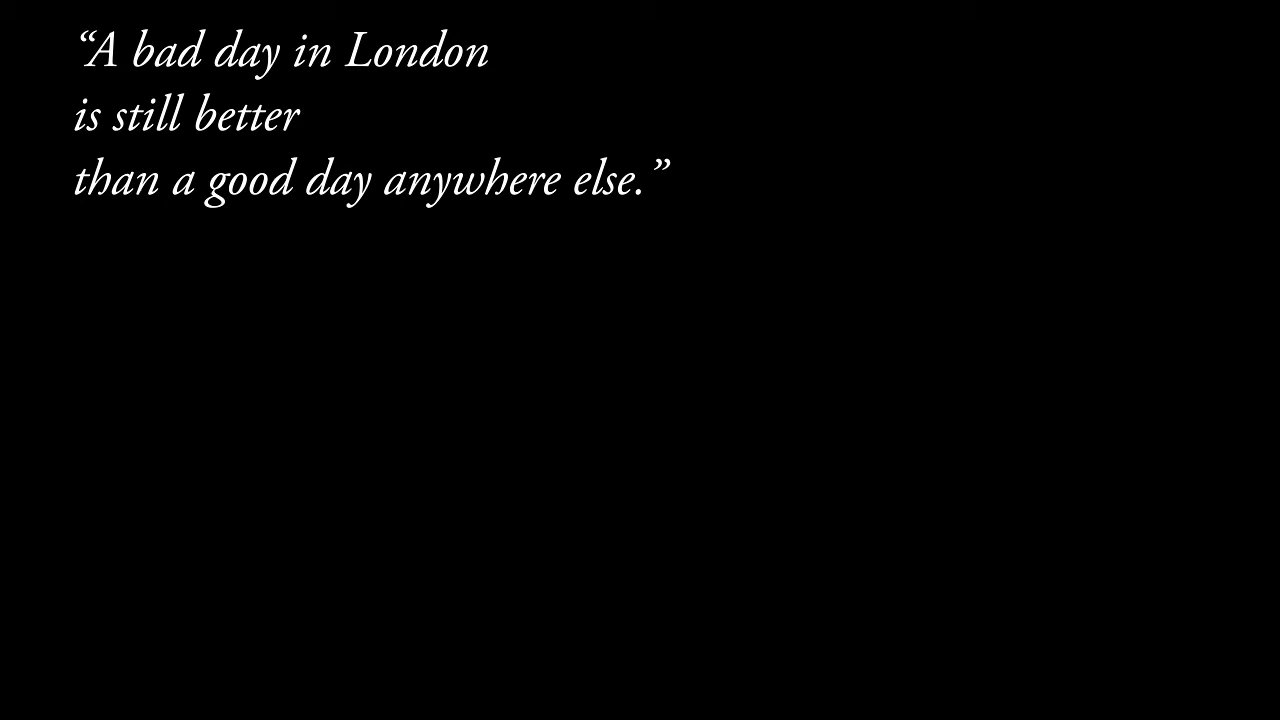 “A bad day in London
is still better
than a good day anywhere else.”